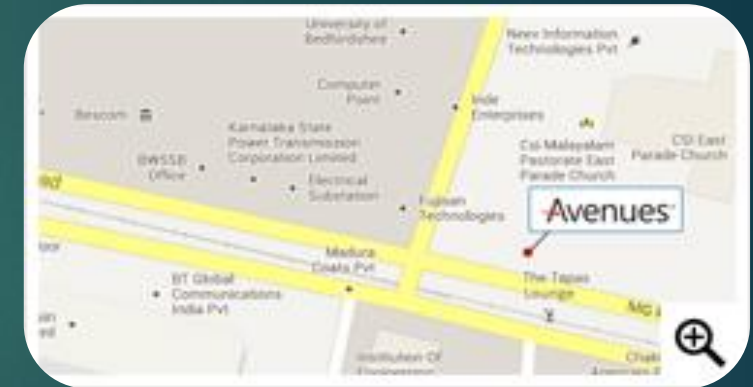 University of
Bedfordshire
Neev Information
Technologies Pvt
Computer
Point
Inde
Enterprises
Bescom
Karnataka State
Power Transmission
Corporation Limited
BWSSB
Office
Electrical
Substation
CSI East
Parade Church
Csi Malayalam
Pastorate East
Parade Church
Avenues
Fujisan
Technologies
Madura
Coats Pvt
The Tapas
Lounge
BT Global
Communications
India Pvt
MG
Institution Of